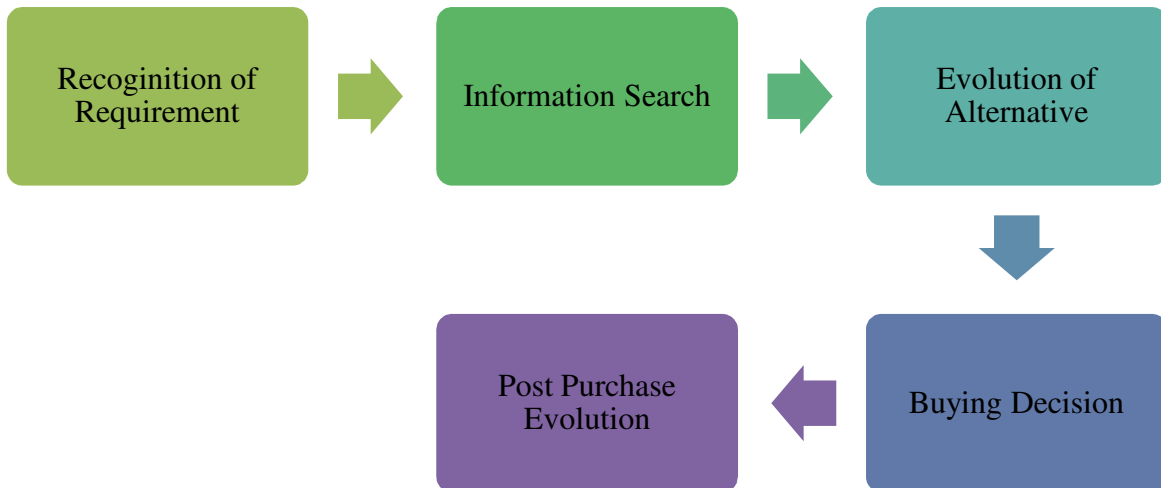 Recoginition of
Requirement
Information Search
Evolution of
Alternative
Buying Decision
Post Purchase
Evolution